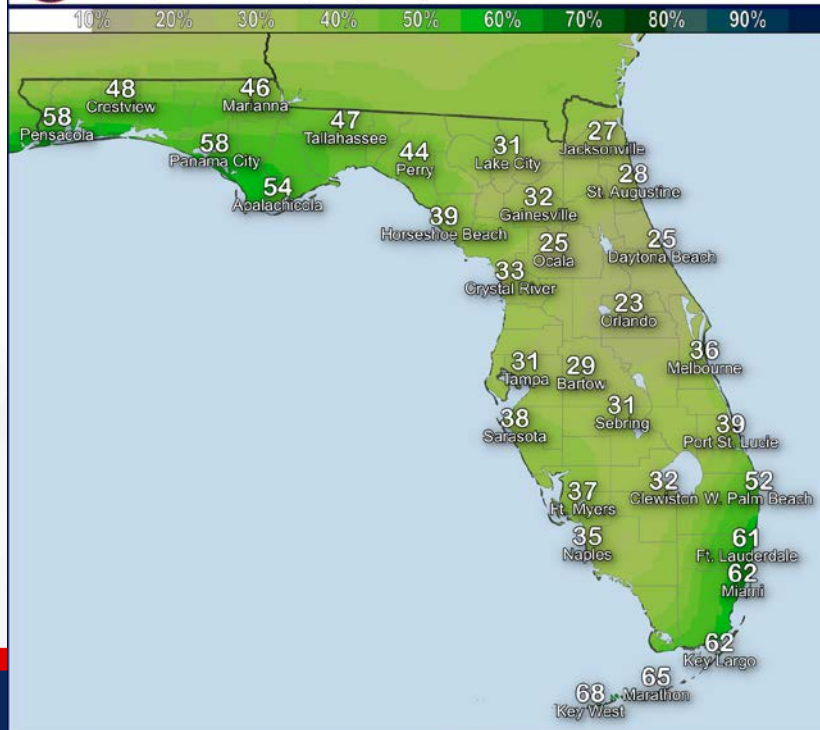 10% 20% 30% 40% 50% 60% 70% 80% 90%
48
Crestview
46
Marianna
58
Pensacola
47
Tallahassee
58
Panama City
44
Perry
31
Lake City
27
Jacksonville
54
Apalachicola
28
St. Augustine
32
Gainesville
39
Horseshoe Beach
25
Ocala
25
Daytona Beach
33
Crystal River
23
Orlando
36
Melbourne
31
Tampa
29
Bartow
31
Sebring
38
Sarasota
39
Port St. Lucie
37
Ft. Myers
32
Clewiston
52
W. Palm Beach
35
Naples
61
Ft. Lauderdale
62
Miami
62
Key Largo
65
Marathon
68
Key West